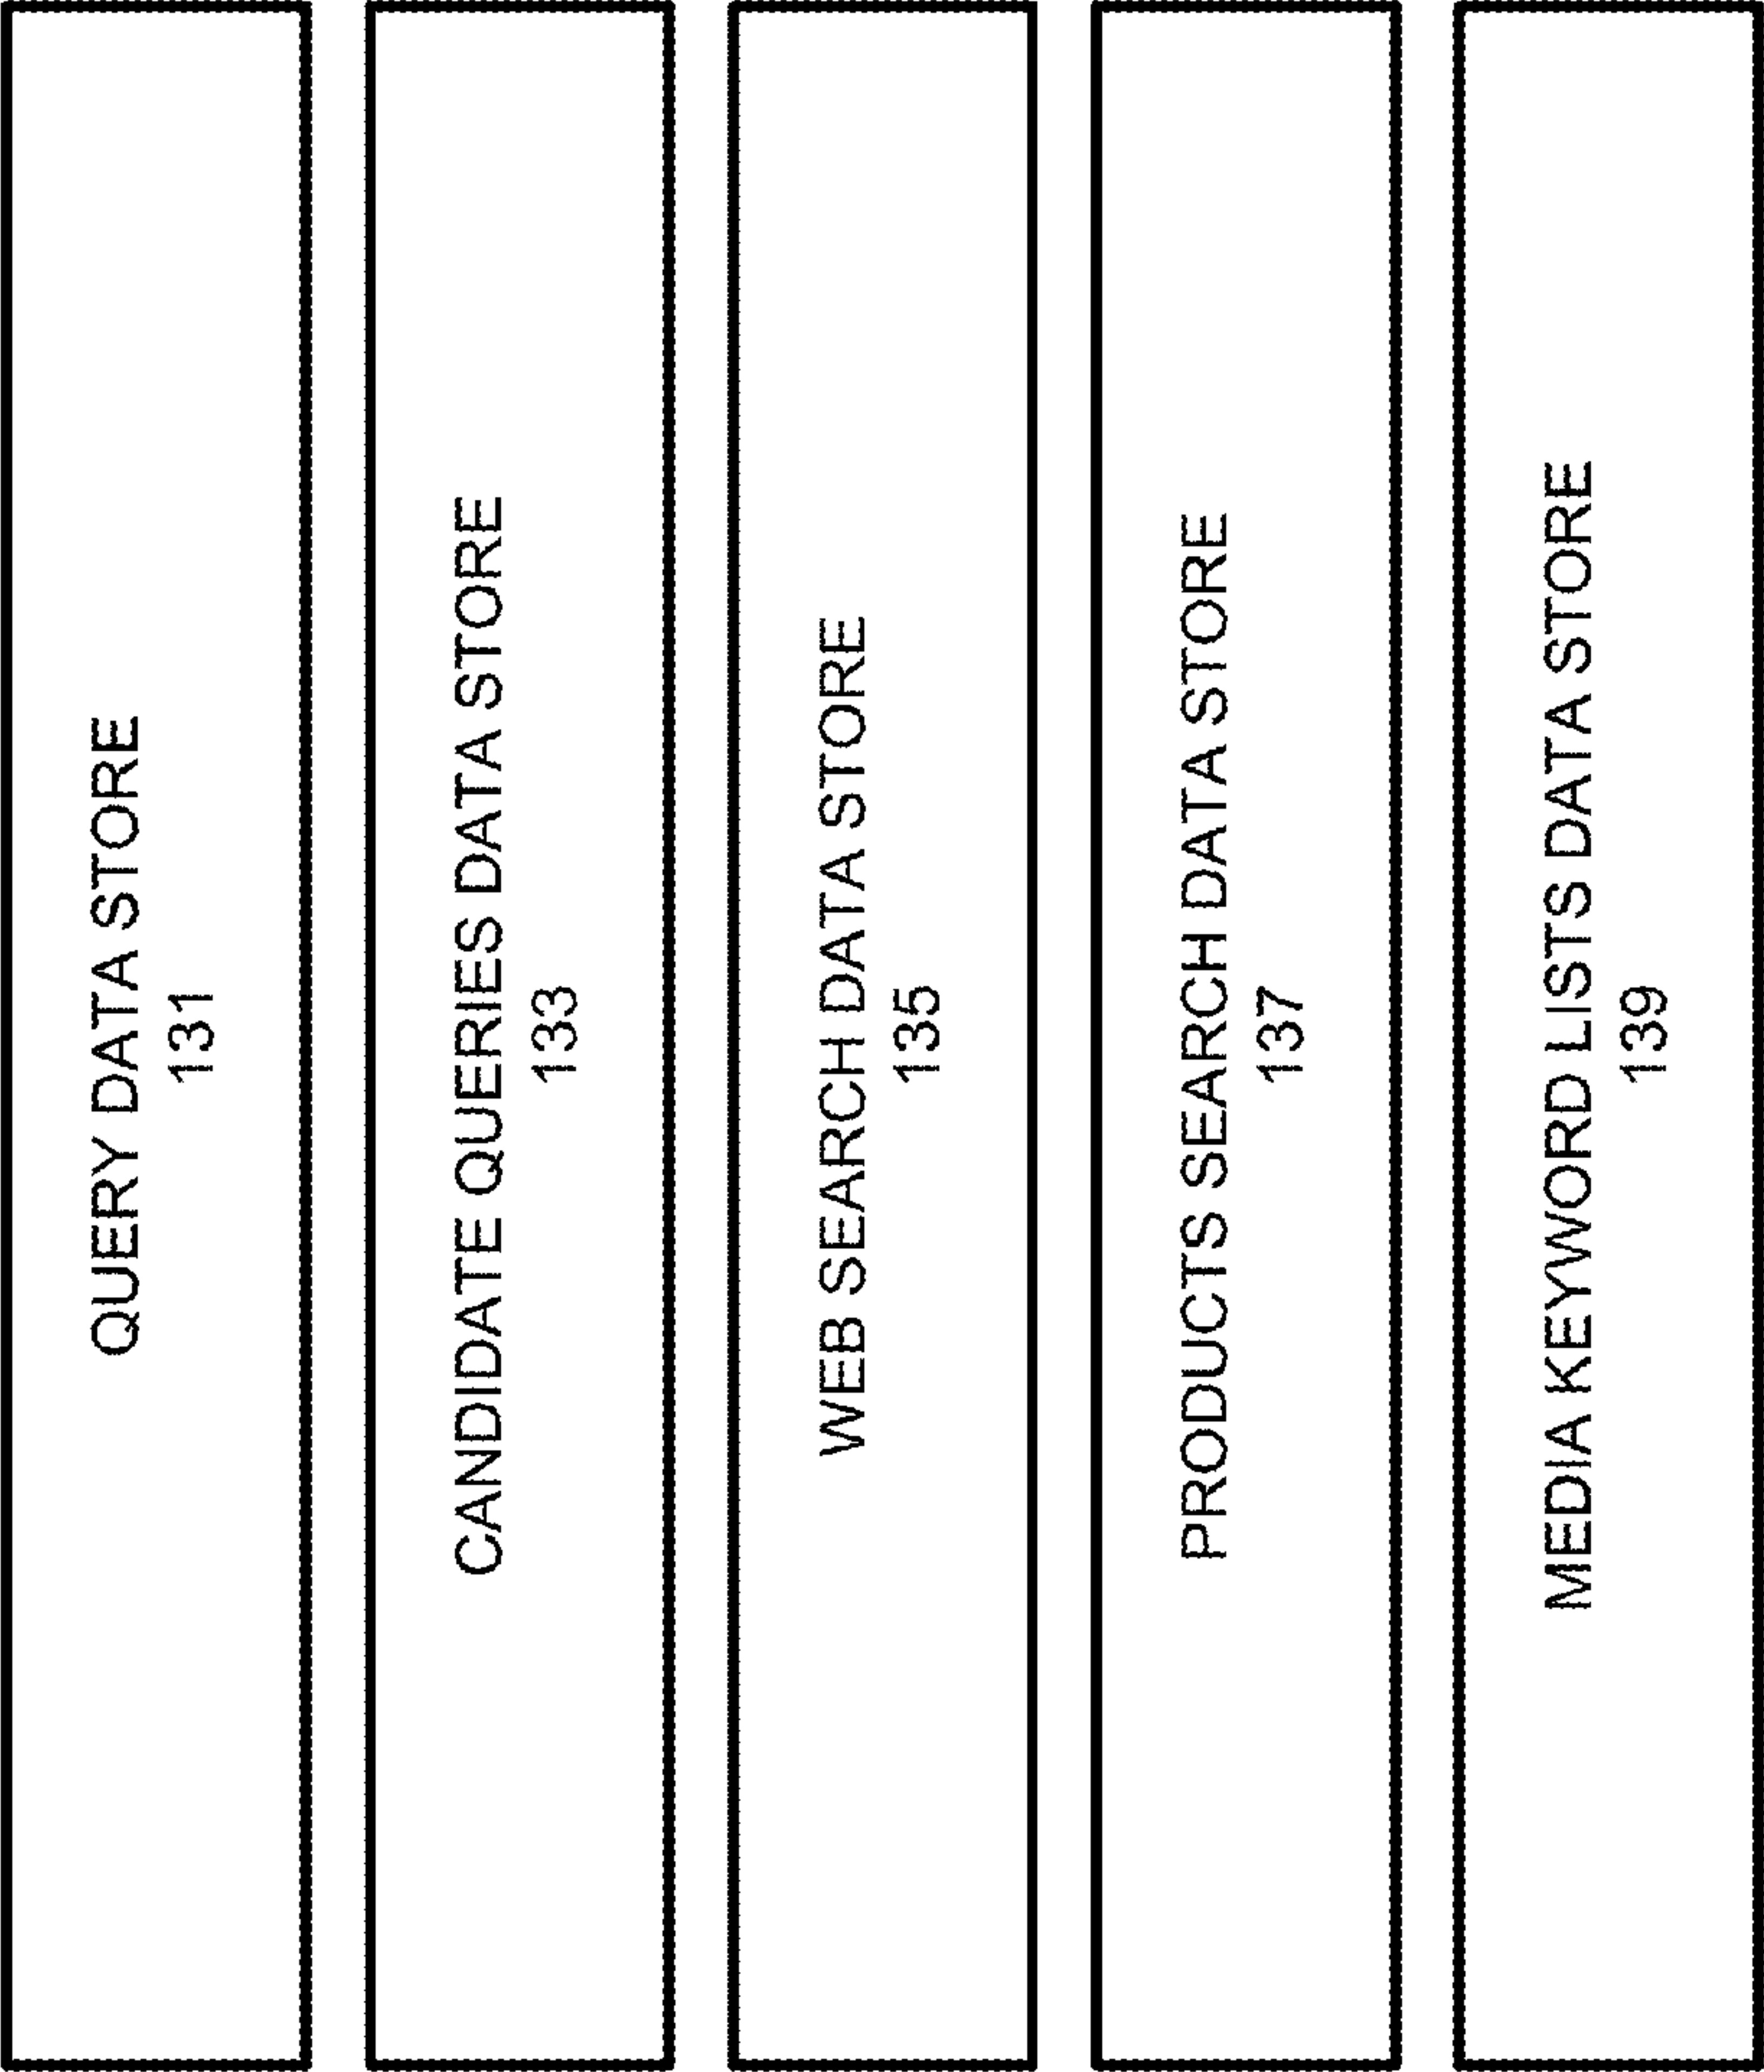 QUERY DATA STORE
131
CANDIDATE QUERIES DATA STORE
133
WEB SEARCH DATA STORE
135
PRODUCTS SEARCH DATA STORE
137
MEDIA KEYWORD LISTS DATA STORE
139